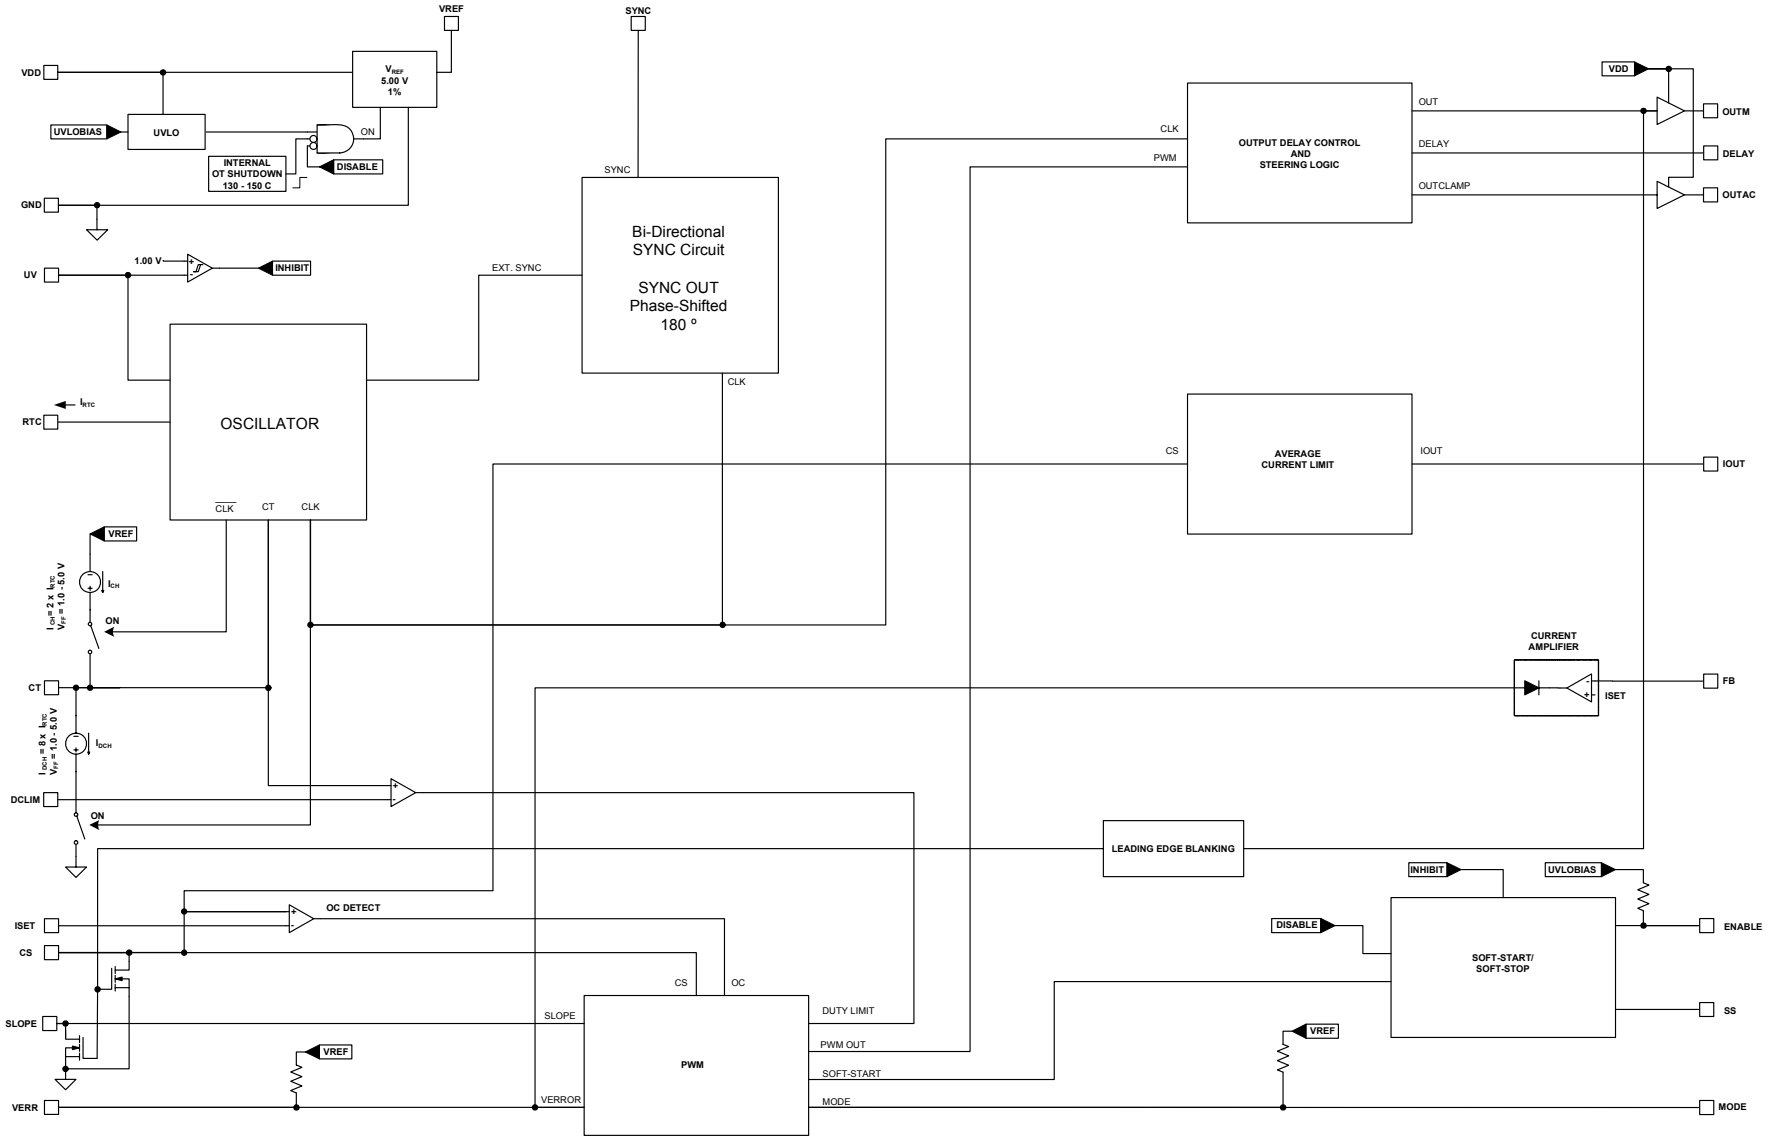 VREF
SYNC
VDD
V_REF
5.00 V
1%
VDD
OUT
OUTM
UVLOBIAS
UVLO
ON
CLK
OUTPUT DELAY CONTROL
AND
STEERING LOGIC
DELAY
DELAY
INTERNAL
OT SHUTDOWN
130 - 150 C
DISABLE
SYNC
PWM
OUTCLAMP
OUTAC
GND
Bi-Directional
SYNC Circuit
SYNC OUT
Phase-Shifted
180 º
UV
1.00 V
+
-
INHIBIT
EXT. SYNC
CLK
I_RTC
RTC
OSCILLATOR
CS
AVERAGE
CURRENT LIMIT
IOUT
IOUT
CLK
CT
CLK
VREF
I_CH = 2 x I_RTC
V_FF = 1.0 - 5.0 V
-
+
I_CH
ON
CURRENT
AMPLIFIER
-
+
ISET
FB
CT
I_DCH = 8 x I_RTC
V_FF = 1.0 - 5.0 V
-
+
I_DCH
DCLIM
+
-
ON
LEADING EDGE BLANKING
INHIBIT
UVLOBIAS
ISET
+
-
OC DETECT
DISABLE
ENABLE
CS
SOFT-START/
SOFT-STOP
CS
OC
SLOPE
SLOPE
DUTY LIMIT
SS
VREF
PWM
PWM OUT
VREF
SOFT-START
VERR
VERROR
MODE
MODE